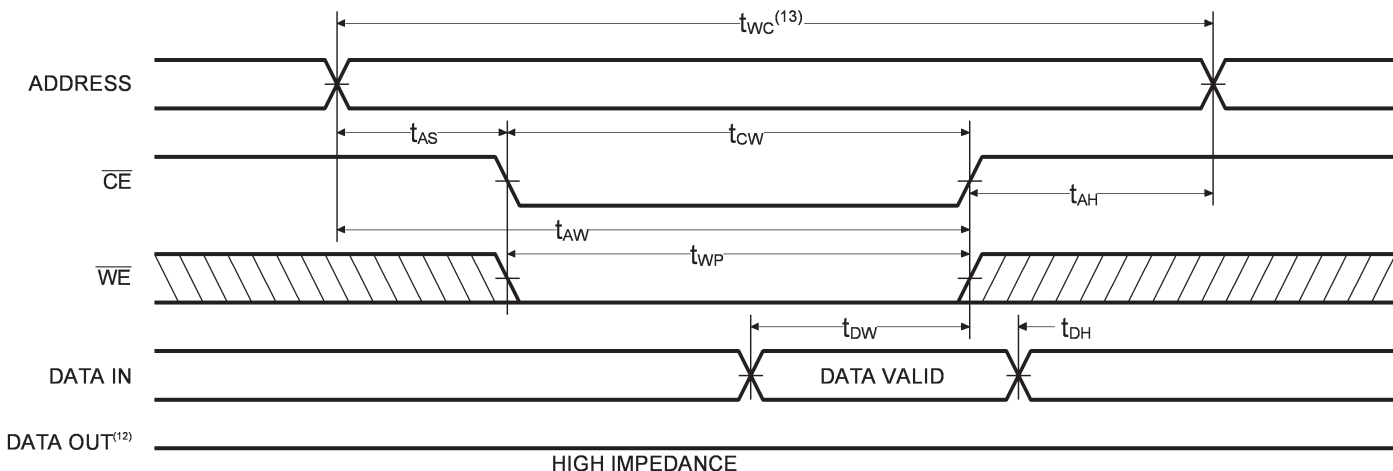 tWC(13)
ADDRESS
tAS
tCW
CE
tAH
tAW
WE
tWP
tDW
tDH
DATA IN
DATA VALID
DATA OUT(12)
HIGH IMPEDANCE